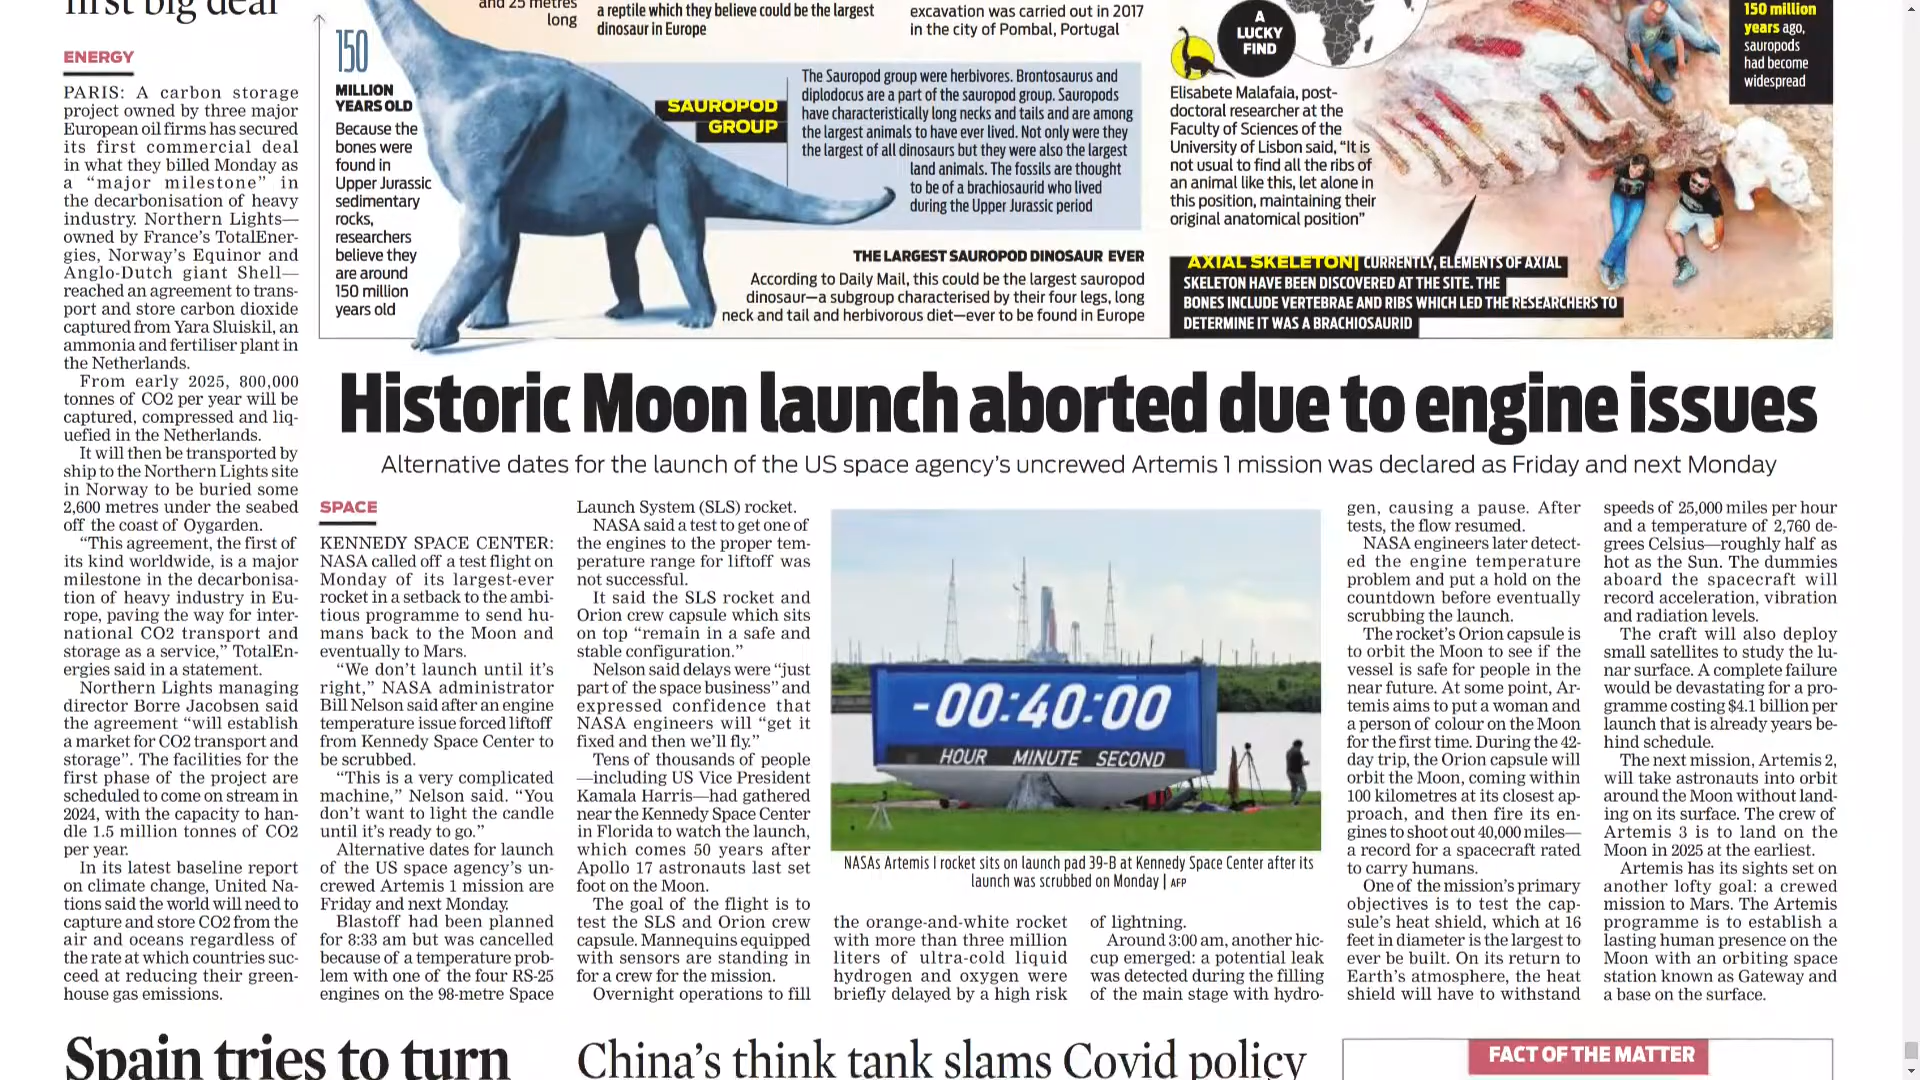 first big deal
ENERGY
PARIS: A carbon storage
project owned by three major
European oil firms has secured
its first commercial deal
in what they billed Monday as
a “major milestone” in
the decarbonisation of heavy
industry. Northern Lights—
owned by France’s TotalEner-
gies, Norway’s Equinor and
Anglo-Dutch giant Shell—
reached an agreement to trans-
port and store carbon dioxide
captured from Yara Sluiskil, an
ammonia and fertiliser plant in
the Netherlands.
From early 2025, 800,000
tonnes of CO2 per year will be
captured, compressed and liq-
uefied in the Netherlands.
It will then be transported by
ship to the Northern Lights site
in Norway to be buried some
2,600 metres under the seabed
off the coast of Oygarden.
“This agreement, the first of
its kind worldwide, is a major
milestone in the decarbonisa-
tion of heavy industry in Eu-
rope, paving the way for inter-
national CO2 transport and
storage as a service,” TotalEn-
ergies said in a statement.
Northern Lights managing
director Borre Jacobsen said
the agreement “will establish
a market for CO2 transport and
storage”. The facilities for the
first phase of the project are
scheduled to come on stream in
2024, with the capacity to han-
dle 1.5 million tonnes of CO2
per year.
In its latest baseline report
on climate change, United Na-
tions said the world will need to
capture and store CO2 from the
air and oceans regardless of
the rate at which countries suc-
ceed at reducing their green-
house gas emissions.
and 25 metres
long
a reptile which they believe could be the largest
dinosaur in Europe
excavation was carried out in 2017
in the city of Pombal, Portugal
150
MILLION
YEARS OLD
Because the
bones were
found in
Upper Jurassic
sedimentary
rocks,
researchers
believe they
are around
150 million
years old
SAUROPOD
GROUP
The Sauropod group were herbivores. Brontosaurus and
diplodocus are a part of the sauropod group. Sauropods
have characteristically long necks and tails and are among
the largest animals to have ever lived. Not only were they
the largest of all dinosaurs but they were also the largest
land animals. The fossils are thought
to be of a brachiosaurid who lived
during the Upper Jurassic period
THE LARGEST SAUROPOD DINOSAUR EVER
According to Daily Mail, this could be the largest sauropod
dinosaur—a subgroup characterised by their four legs, long
neck and tail and herbivorous diet—ever to be found in Europe
A
LUCKY
FIND
Elisabete Malafaia, post-
doctoral researcher at the
Faculty of Sciences of the
University of Lisbon said, “It is
not usual to find all the ribs of
an animal like this, let alone in
this position, maintaining their
original anatomical position”
150 million
years ago,
sauropods
had become
widespread
AXIAL SKELETON| CURRENTLY, ELEMENTS OF AXIAL
SKELETON HAVE BEEN DISCOVERED AT THE SITE. THE
BONES INCLUDE VERTEBRAE AND RIBS WHICH LED THE RESEARCHERS TO
DETERMINE IT WAS A BRACHIOSAURID
Historic Moon launch aborted due to engine issues
Alternative dates for the launch of the US space agency’s uncrewed Artemis 1 mission was declared as Friday and next Monday
SPACE
KENNEDY SPACE CENTER:
NASA called off a test flight on
Monday of its largest-ever
rocket in a setback to the ambi-
tious programme to send hu-
mans back to the Moon and
eventually to Mars.
“We don’t launch until it’s
right,” NASA administrator
Bill Nelson said after an engine
temperature issue forced liftoff
from Kennedy Space Center to
be scrubbed.
“This is a very complicated
machine,” Nelson said. “You
don’t want to light the candle
until it’s ready to go.”
Alternative dates for launch
of the US space agency’s un-
crewed Artemis 1 mission are
Friday and next Monday.
Blastoff had been planned
for 8:33 am but was cancelled
because of a temperature prob-
lem with one of the four RS-25
engines on the 98-metre Space
Launch System (SLS) rocket.
NASA said a test to get one of
the engines to the proper tem-
perature range for liftoff was
not successful.
It said the SLS rocket and
Orion crew capsule which sits
on top “remain in a safe and
stable configuration.”
Nelson said delays were “just
part of the space business” and
expressed confidence that
NASA engineers will “get it
fixed and then we’ll fly.”
Tens of thousands of people
—including US Vice President
Kamala Harris—had gathered
near the Kennedy Space Center
in Florida to watch the launch,
which comes 50 years after
Apollo 17 astronauts last set
foot on the Moon.
The goal of the flight is to
test the SLS and Orion crew
capsule. Mannequins equipped
with sensors are standing in
for a crew for the mission.
Overnight operations to fill
-00:40:00
HOUR MINUTE SECOND
NASAs Artemis I rocket sits on launch pad 39-B at Kennedy Space Center after its
launch was scrubbed on Monday | AFP
the orange-and-white rocket
with more than three million
liters of ultra-cold liquid
hydrogen and oxygen were
briefly delayed by a high risk
of lightning.
Around 3:00 am, another hic-
cup emerged: a potential leak
was detected during the filling
of the main stage with hydro-
gen, causing a pause. After
tests, the flow resumed.
NASA engineers later detect-
ed the engine temperature
problem and put a hold on the
countdown before eventually
scrubbing the launch.
The rocket’s Orion capsule is
to orbit the Moon to see if the
vessel is safe for people in the
near future. At some point, Ar-
temis aims to put a woman and
a person of colour on the Moon
for the first time. During the 42-
day trip, the Orion capsule will
orbit the Moon, coming within
100 kilometres at its closest ap-
proach, and then fire its en-
gines to shoot out 40,000 miles—
a record for a spacecraft rated
to carry humans.
One of the mission’s primary
objectives is to test the cap-
sule’s heat shield, which at 16
feet in diameter is the largest to
ever be built. On its return to
Earth’s atmosphere, the heat
shield will have to withstand
speeds of 25,000 miles per hour
and a temperature of 2,760 de-
grees Celsius—roughly half as
hot as the Sun. The dummies
aboard the spacecraft will
record acceleration, vibration
and radiation levels.
The craft will also deploy
small satellites to study the lu-
nar surface. A complete failure
would be devastating for a pro-
gramme costing $4.1 billion per
launch that is already years be-
hind schedule.
The next mission, Artemis 2,
will take astronauts into orbit
around the Moon without land-
ing on its surface. The crew of
Artemis 3 is to land on the
Moon in 2025 at the earliest.
Artemis has its sights set on
another lofty goal: a crewed
mission to Mars. The Artemis
programme is to establish a
lasting human presence on the
Moon with an orbiting space
station known as Gateway and
a base on the surface.
Spain tries to turn
China’s think tank slams Covid policy
FACT OF THE MATTER